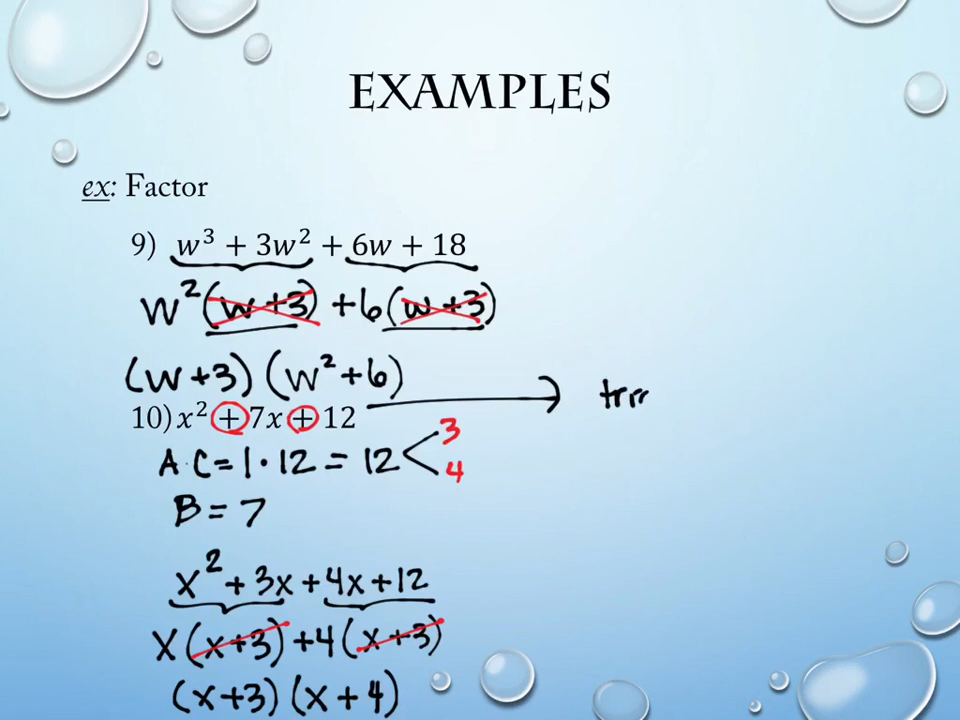 EXAMPLES
ex: Factor
9) w³ + 3w² + 6w + 18
w²(w+3) +6(w+3)
(w+3)(w²+6)
10) x² + 7x + 12
A·C = 1·12 = 12 < 3 4
B = 7
x² + 3x + 4x + 12
x(x+3) +4(x+3)
(x+3)(x+4)